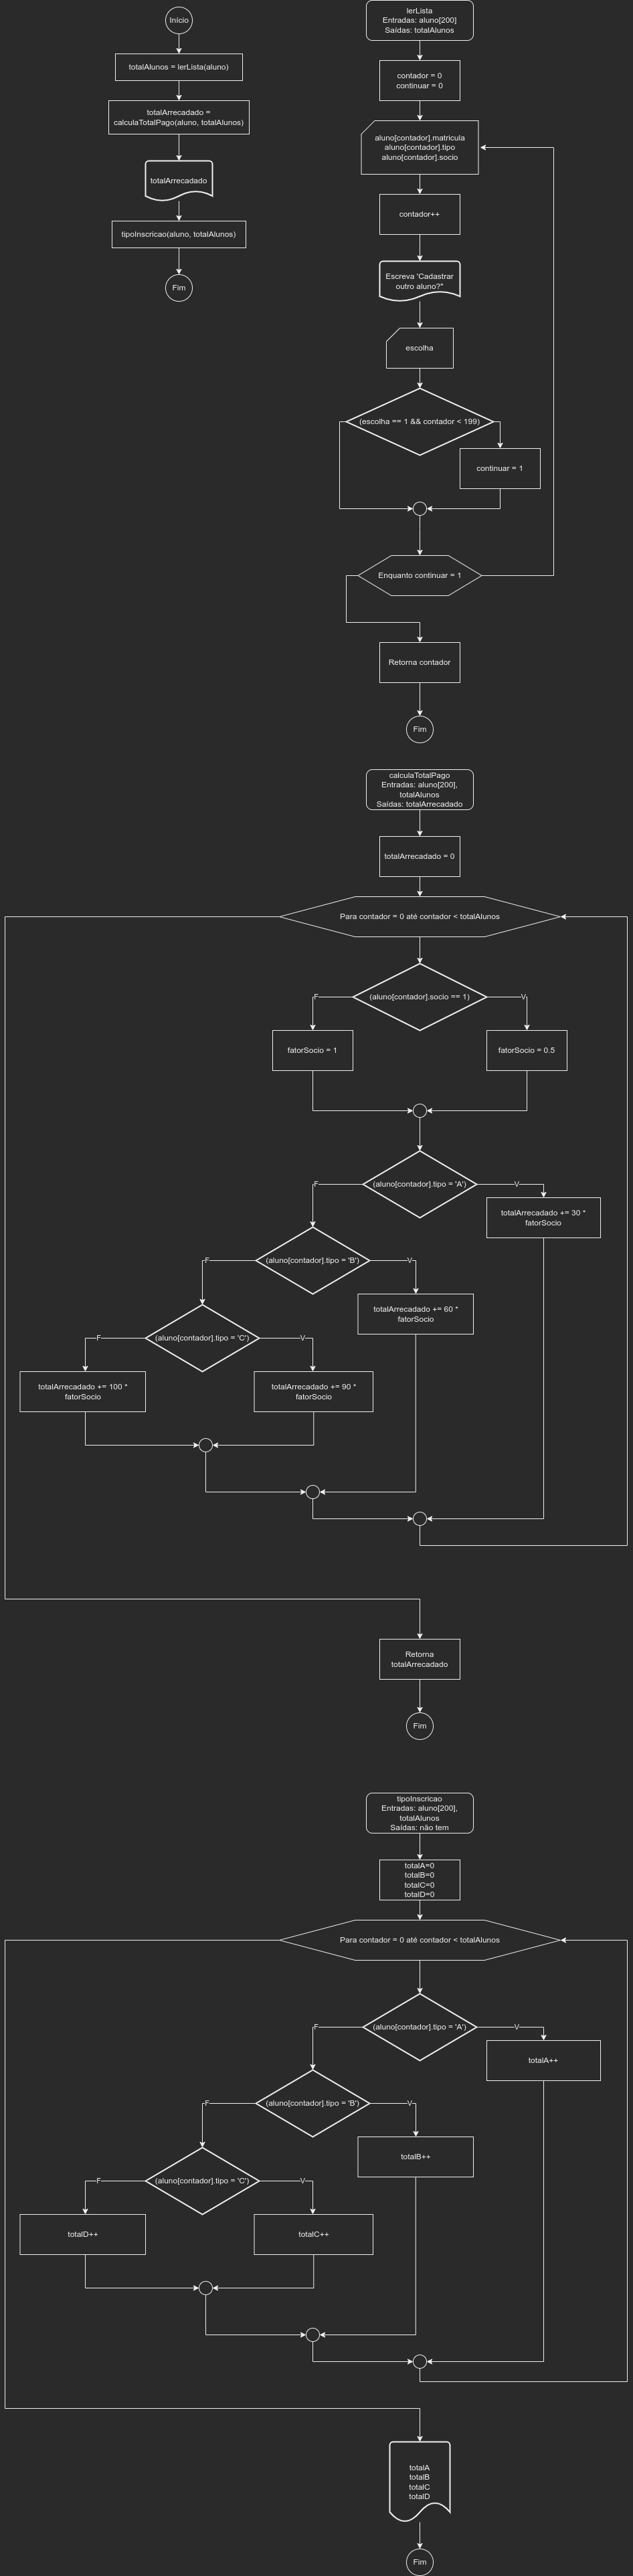 Início
totalAlunos = lerLista(aluno)
totalArrecadado =
calculaTotalPago(aluno, totalAlunos)
totalArrecadado
tipoInscricao(aluno, totalAlunos)
Fim
lerLista
Entradas: aluno[200]
Saídas: totalAlunos
contador = 0
continuar = 0
aluno[contador].matricula
aluno[contador].tipo
aluno[contador].socio
contador++
Escreva 'Cadastrar
outro aluno?"
escolha
(escolha == 1 && contador < 199)
continuar = 1
Enquanto continuar = 1
Retorna contador
Fim
calculaTotalPago
Entradas: aluno[200],
totalAlunos
Saídas: totalArrecadado
totalArrecadado = 0
Para contador = 0 até contador < totalAlunos
(aluno[contador].socio == 1)
F
V
fatorSocio = 1
fatorSocio = 0.5
(aluno[contador].tipo = 'A')
F
V
totalArrecadado += 30 *
fatorSocio
(aluno[contador].tipo = 'B')
F
V
totalArrecadado += 60 *
fatorSocio
(aluno[contador].tipo = 'C')
F
V
totalArrecadado += 100 *
fatorSocio
totalArrecadado += 90 *
fatorSocio
Retorna
totalArrecadado
Fim
tipoInscricao
Entradas: aluno[200],
totalAlunos
Saídas: não tem
totalA=0
totalB=0
totalC=0
totalD=0
Para contador = 0 até contador < totalAlunos
(aluno[contador].tipo = 'A')
F
V
totalA++
(aluno[contador].tipo = 'B')
F
V
totalB++
(aluno[contador].tipo = 'C')
F
V
totalD++
totalC++
totalA
totalB
totalC
totalD
Fim